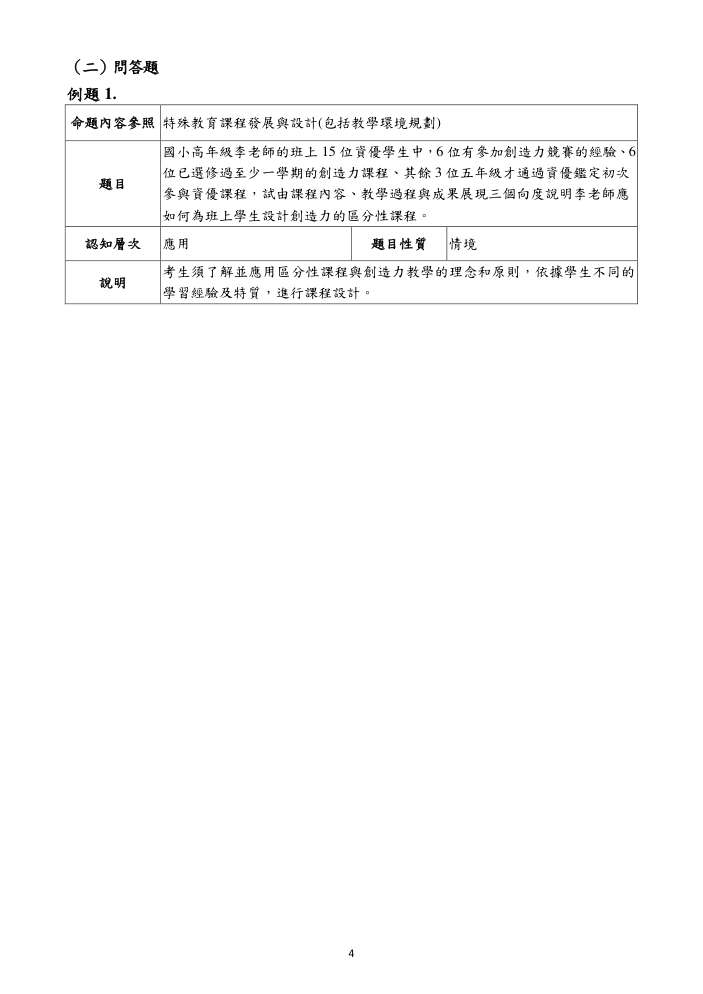 （二）問答題
例題 1.
命題內容參照 特殊教育課程發展與設計(包括教學環境規劃)
題目
國小高年級李老師的班上 15 位資優學生中，6 位有參加創造力競賽的經驗、6
位已選修過至少一學期的創造力課程、其餘 3 位五年級才通過資優鑑定初次
參與資優課程，試由課程內容、教學過程與成果展現三個向度說明李老師應
如何為班上學生設計創造力的區分性課程。
認知層次 應用 題目性質 情境
說明
考生須了解並應用區分性課程與創造力教學的理念和原則，依據學生不同的
學習經驗及特質，進行課程設計。
4